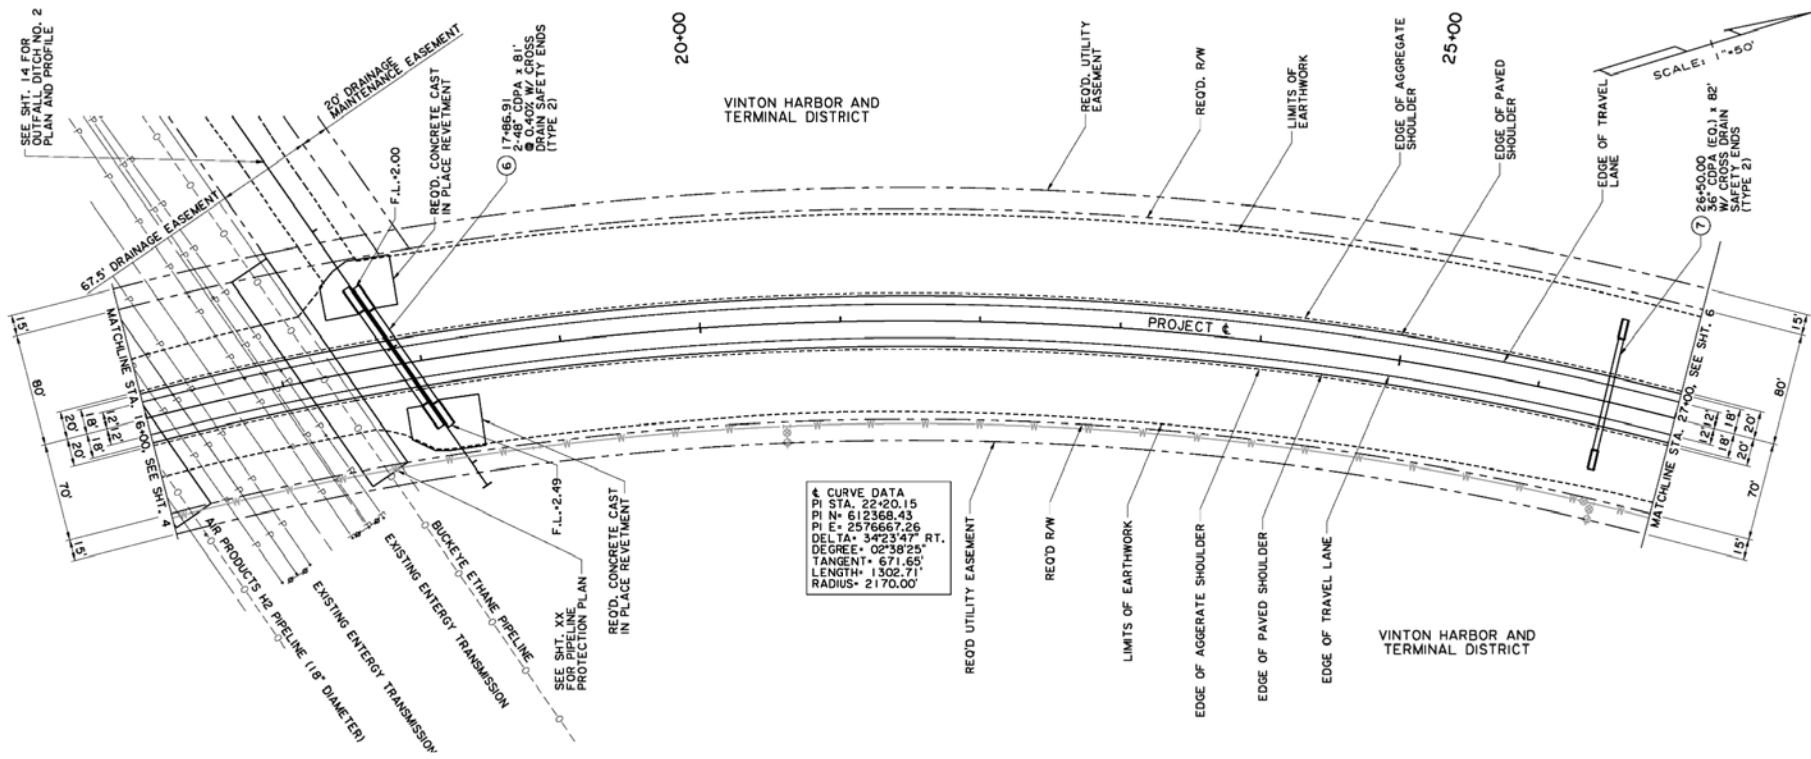 SEE SHT. 14 FOR
OUTFALL DITCH NO. 2
PLAN AND PROFILE
67.5' DRAINAGE EASEMENT
20' DRAINAGE
MAINTENANCE EASEMENT
F.L.=2.00
REQ'D. CONCRETE CAST
IN PLACE REVETMENT
6
17+86.91
2-48" CDPA x 81'
@ 0.40% W/ CROSS
DRAIN SAFETY ENDS
(TYPE 2)
20+00
VINTON HARBOR AND
TERMINAL DISTRICT
REQ'D. UTILITY
EASEMENT
REQ'D. R/W
LIMITS OF
EARTHWORK
EDGE OF AGGREGATE
SHOULDER
25+00
EDGE OF PAVED
SHOULDER
EDGE OF TRAVEL
LANE
SCALE: 1"=50'
7
26+50.00
36" CDPA (EQ.) x 82'
W/ CROSS DRAIN
SAFETY ENDS
(TYPE 2)
PROJECT ℄
15'
80'
20'
18'
12'
12'
18'
20'
70'
15'
MATCHLINE STA. 16+00, SEE SHT. 4
MATCHLINE STA. 27+00, SEE SHT. 6
15'
80'
20'
18'
12'
12'
18'
20'
70'
15'
AIR PRODUCTS H2 PIPELINE (18" DIAMETER)
EXISTING ENTERGY TRANSMISSION
EXISTING ENTERGY TRANSMISSION
BUCKEYE ETHANE PIPELINE
F.L.=2.49
SEE SHT. XX
FOR PIPELINE
PROTECTION PLAN
REQ'D. CONCRETE CAST
IN PLACE REVETMENT
℄ CURVE DATA
PI STA. 22+20.15
PI N= 612368.43
PI E= 2576667.26
DELTA= 34°23'47" RT.
DEGREE= 02°38'25"
TANGENT= 671.65'
LENGTH= 1302.71'
RADIUS= 2170.00'
REQ'D UTILITY EASEMENT
REQ'D R/W
LIMITS OF EARTHWORK
EDGE OF AGGERATE SHOULDER
EDGE OF PAVED SHOULDER
EDGE OF TRAVEL LANE
VINTON HARBOR AND
TERMINAL DISTRICT